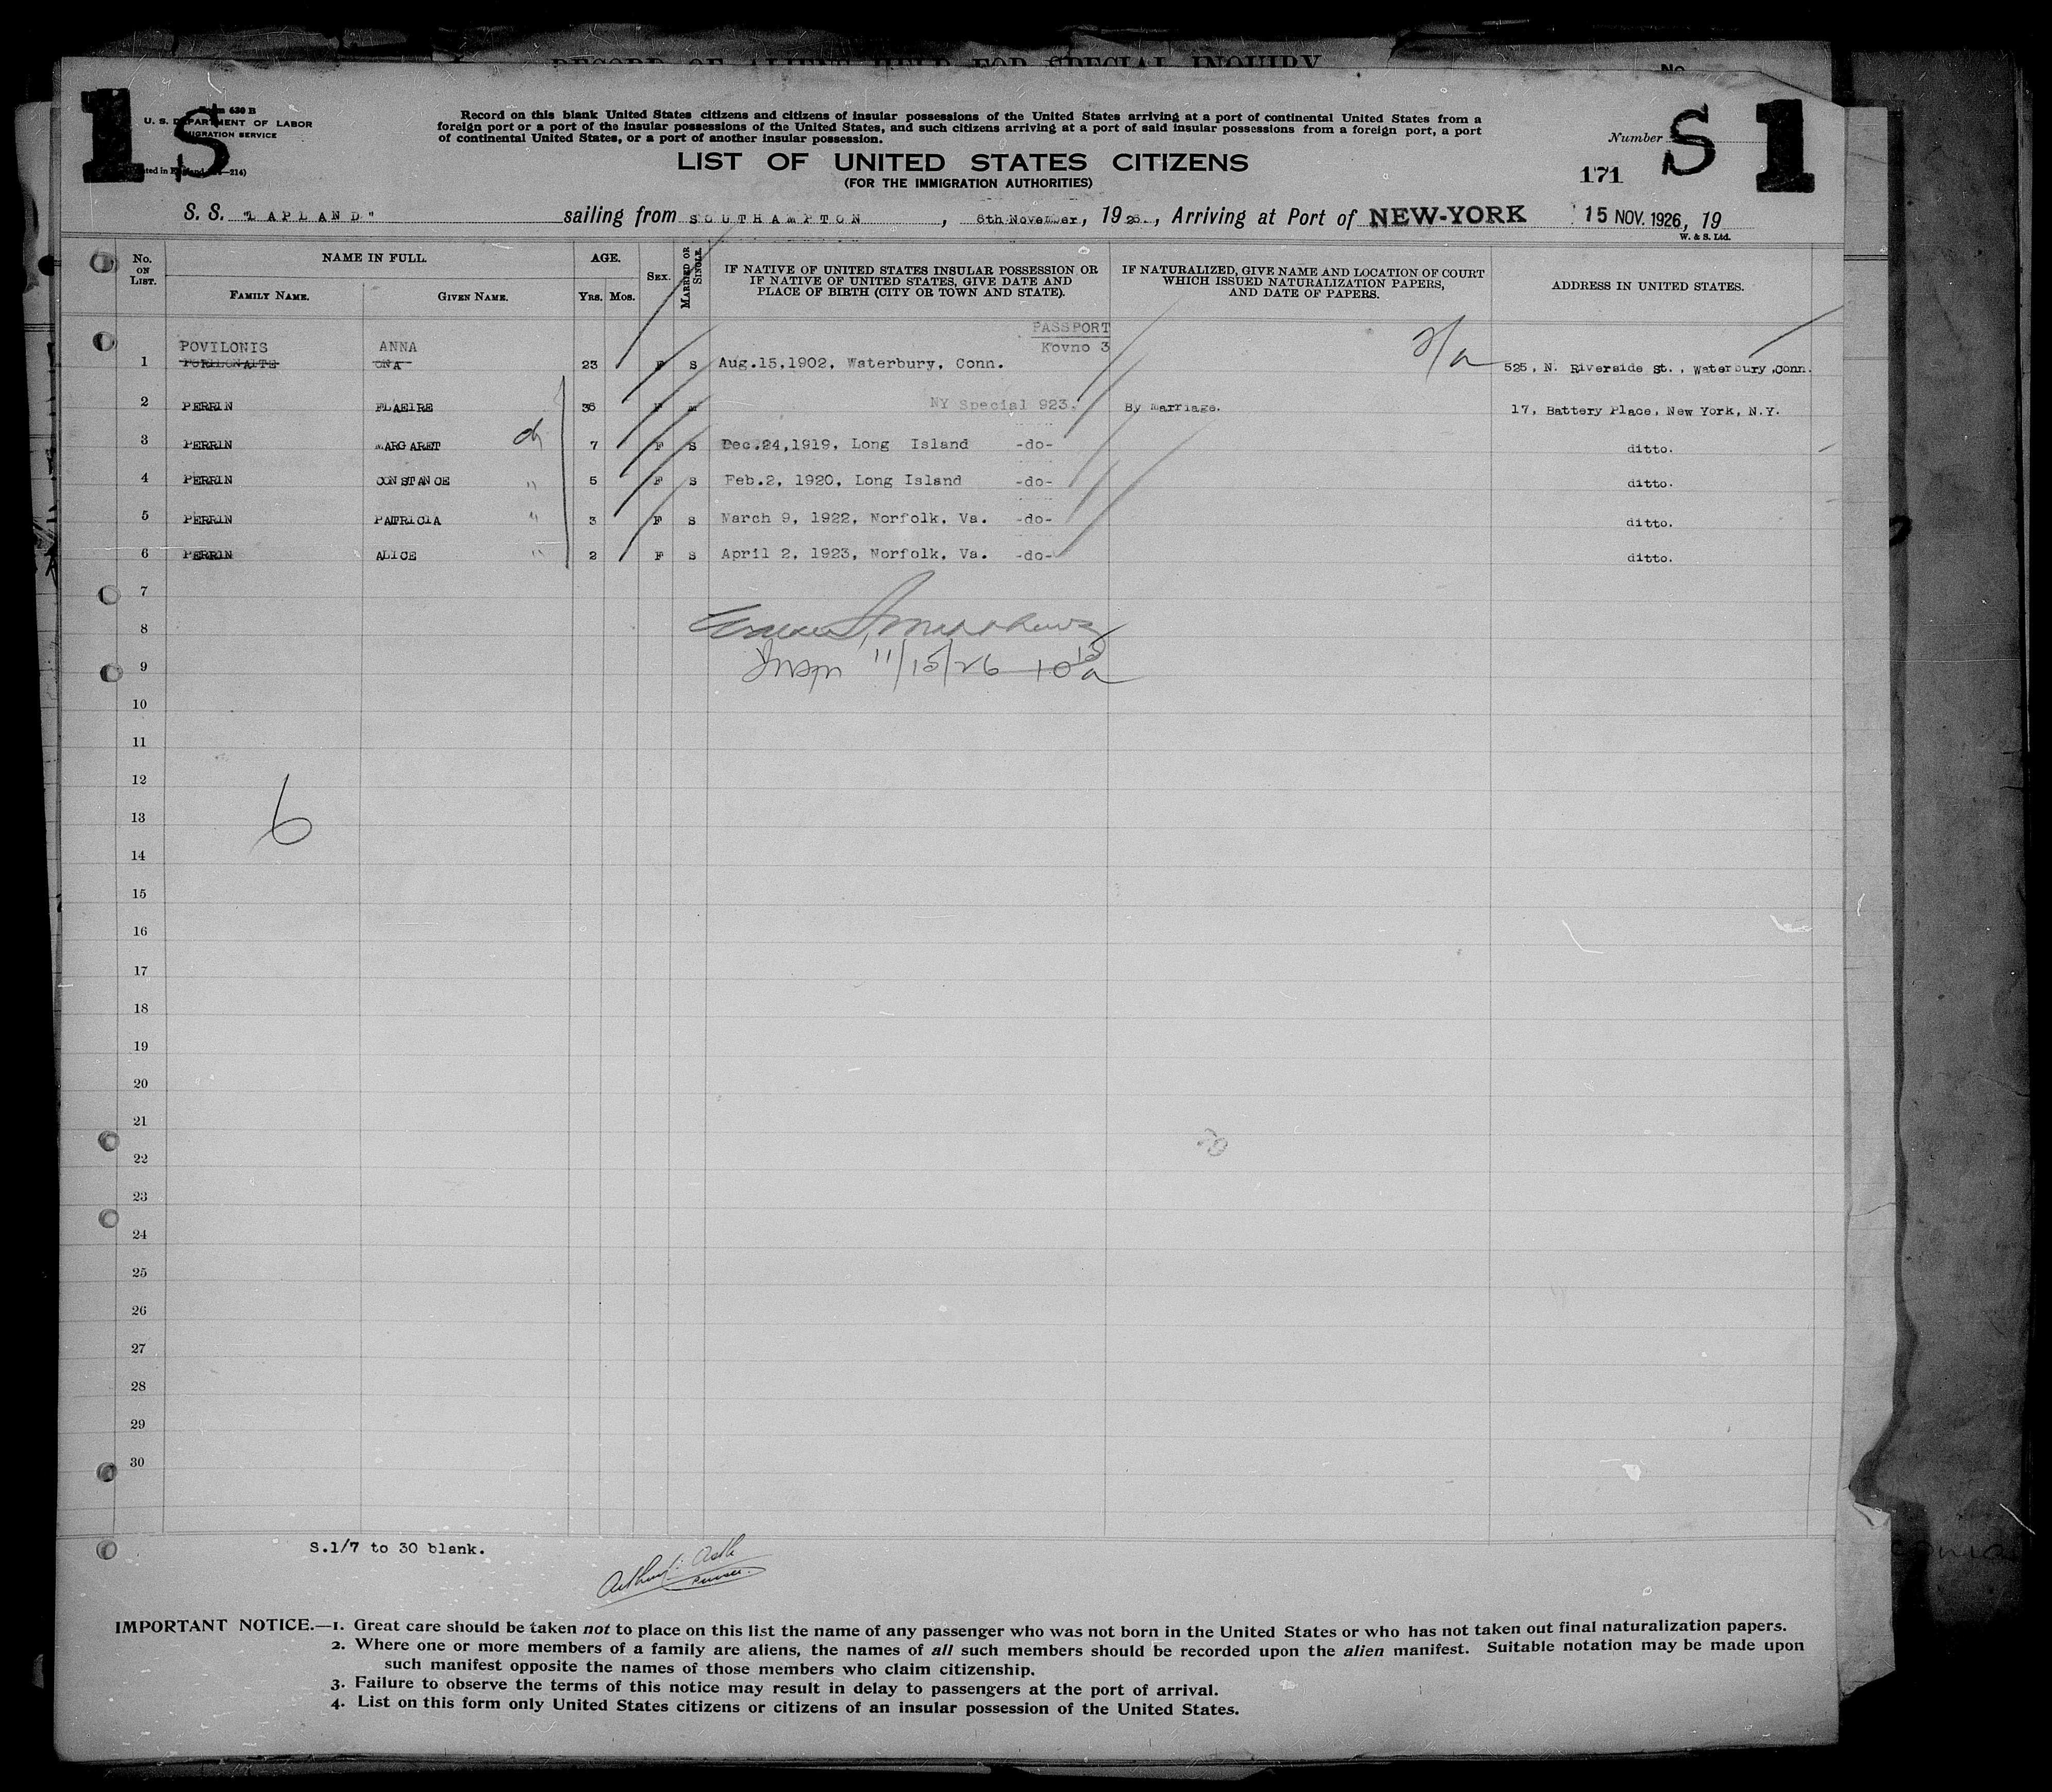 RECORD OF ALIENS HELD FOR SPECIAL INQUIRY
No.
1 S
Form 630 B
U. S. DEPARTMENT OF LABOR
IMMIGRATION SERVICE
Record on this blank United States citizens and citizens of insular possessions of the United States arriving at a port of continental United States from a
foreign port or a port of the insular possessions of the United States, and such citizens arriving at a port of said insular possessions from a foreign port, a port
of continental United States, or a port of another insular possession.
Number S 1
LIST OF UNITED STATES CITIZENS
(FOR THE IMMIGRATION AUTHORITIES)
171
S. S. "LAPLAND" sailing from SOUTHAMPTON, 6th November, 1926., Arriving at Port of NEW-YORK 15 NOV. 1926, 19
W. & S. Ltd.
No. ON LIST. NAME IN FULL. FAMILY NAME. GIVEN NAME. AGE. YRS. MOS. SEX. MARRIED OR SINGLE. IF NATIVE OF UNITED STATES INSULAR POSSESSION OR IF NATIVE OF UNITED STATES, GIVE DATE AND PLACE OF BIRTH (CITY OR TOWN AND STATE). IF NATURALIZED, GIVE NAME AND LOCATION OF COURT WHICH ISSUED NATURALIZATION PAPERS, AND DATE OF PAPERS. ADDRESS IN UNITED STATES.
PASSPORT
POVILONIS ANNA Kovno 3
1 PORILONAITE ONA 23 F S Aug.15,1902, Waterbury, Conn. 525, N. Riverside St., Waterbury,Conn.
2 PERRIN FLAEIRE 36 F M NY Special 923. By Marriage. 17, Battery Place, New York, N.Y.
3 PERRIN MARGARET 7 F S Dec.24,1919, Long Island -do- ditto.
4 PERRIN CONSTANCE " 5 F S Feb.2, 1920, Long Island -do- ditto.
5 PERRIN PATRICIA " 3 F S March 9, 1922, Norfolk, Va. -do- ditto.
6 PERRIN ALICE " 2 F S April 2, 1923, Norfolk, Va. -do- ditto.
7
8
9 Insp 11/15/26 10 15 a
10
11
12
6
13
14
15
16
17
18
19
20
21
22
23
24
25
26
27
28
29
30
S.1/7 to 30 blank.
Purser.
IMPORTANT NOTICE.—1. Great care should be taken not to place on this list the name of any passenger who was not born in the United States or who has not taken out final naturalization papers.
2. Where one or more members of a family are aliens, the names of all such members should be recorded upon the alien manifest. Suitable notation may be made upon
such manifest opposite the names of those members who claim citizenship.
3. Failure to observe the terms of this notice may result in delay to passengers at the port of arrival.
4. List on this form only United States citizens or citizens of an insular possession of the United States.